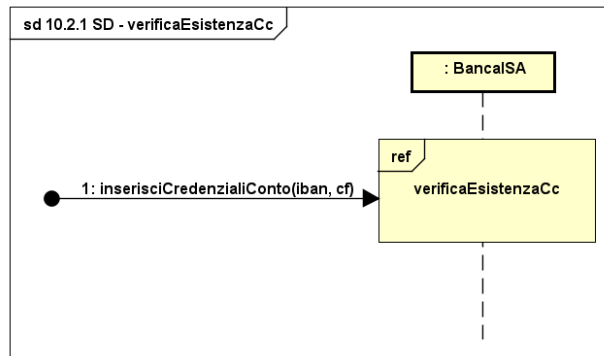 sd 10.2.1 SD - verificaEsistenzaCc
: BancaISA
ref
1: inserisciCredenzialiConto(iban, cf)
verificaEsistenzaCc